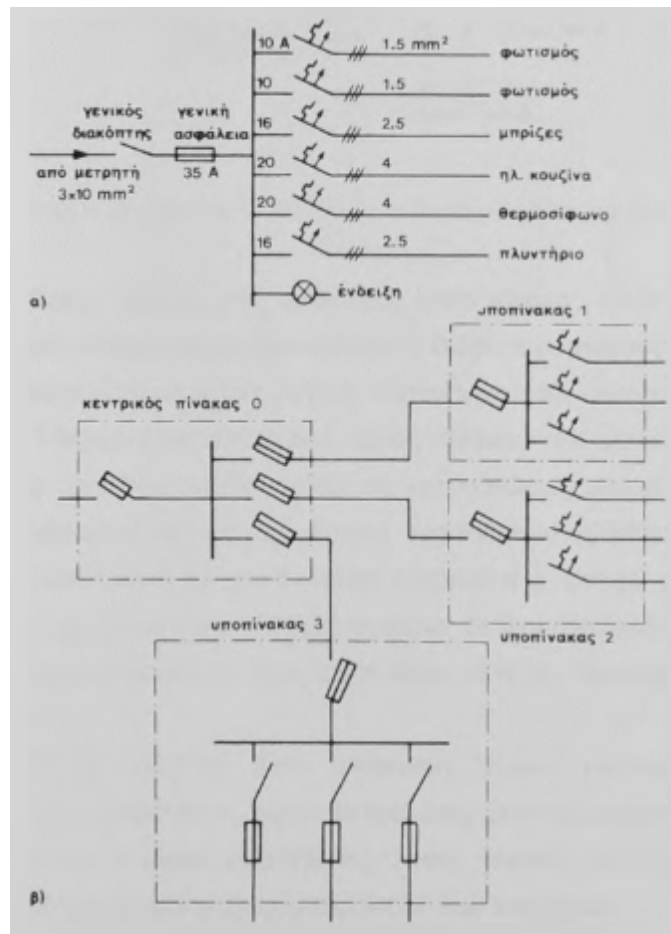 10 A 1.5 mm² φωτισμός
10 1.5 φωτισμός
γενικός διακόπτης
γενική ασφάλεια
16 2.5 μπρίζες
από μετρητή
3x10 mm²
35 A
20 4 ηλ. κουζίνα
20 4 θερμοσίφωνο
16 2.5 πλυντήριο
ένδειξη
α)
υποπίνακας 1
κεντρικός πίνακας 0
υποπίνακας 3
υποπίνακας 2
β)